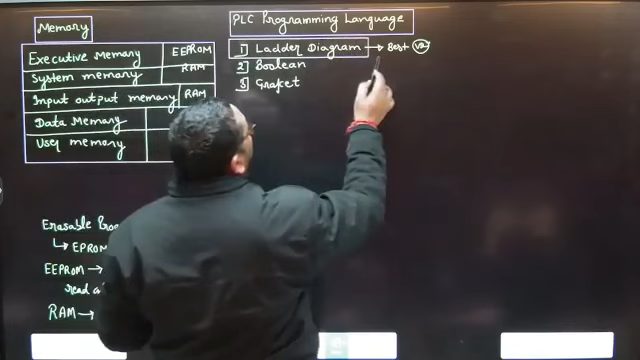 Memory
Executive Memory EEPROM
System memory RAM
Input output memory RAM
Data Memory
User memory
Erasable
↳ EPROM
EEPROM →
read a
RAM →
PLC Programming Language
1 Ladder Diagram → Best
2 Boolean
3 Grafcet